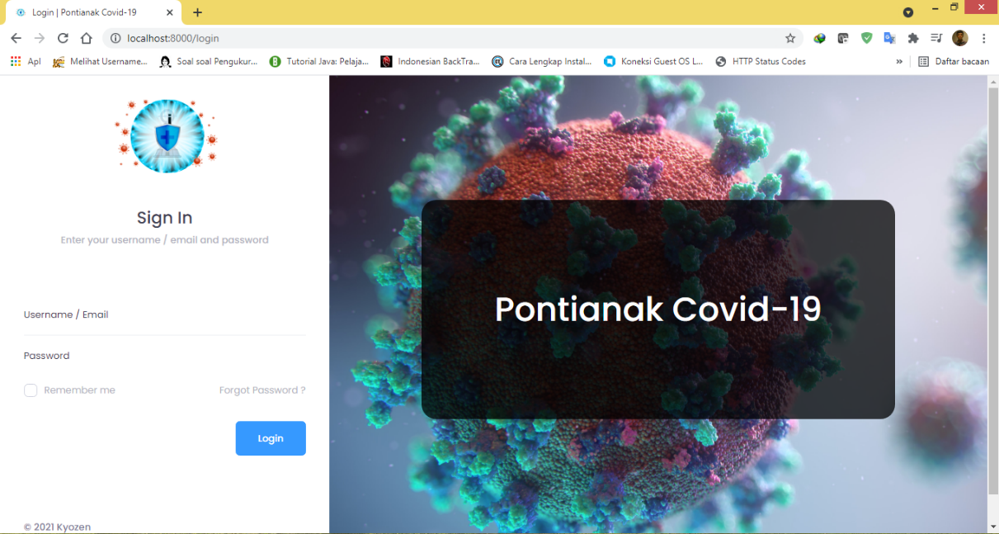 Login | Pontianak Covid-19
localhost:8000/login
Apl
Melihat Username...
Soal soal Pengukur...
Tutorial Java: Pelaja...
Indonesian BackTra...
Cara Lengkap Instal...
Koneksi Guest OS L...
HTTP Status Codes
»
Daftar bacaan
Sign In
Enter your username / email and password
Username / Email
Password
Remember me
Forgot Password ?
Login
© 2021 Kyozen
Pontianak Covid-19